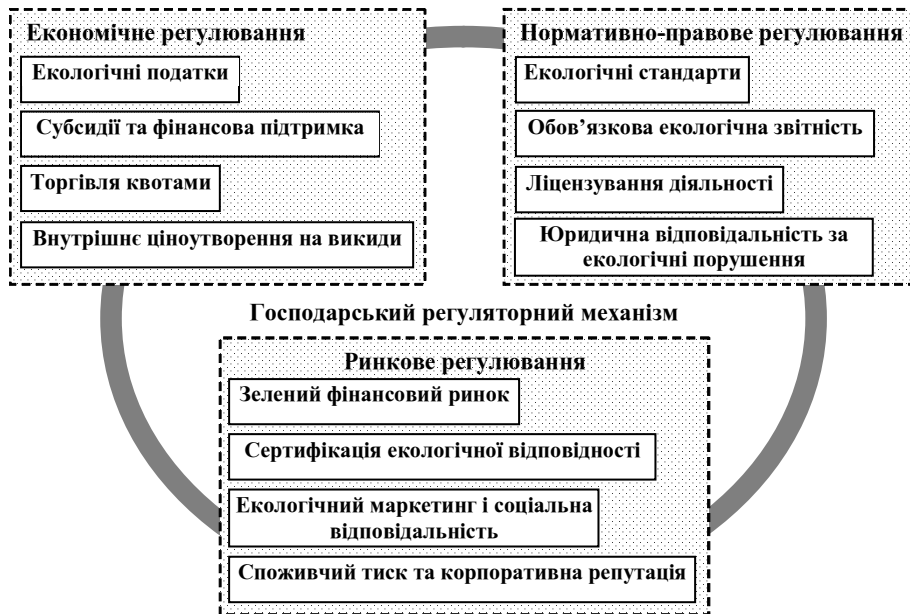 Економічне регулювання
Екологічні податки
Субсидії та фінансова підтримка
Торгівля квотами
Внутрішнє ціноутворення на викиди
Нормативно-правове регулювання
Екологічні стандарти
Обов’язкова екологічна звітність
Ліцензування діяльності
Юридична відповідальність за
екологічні порушення
Господарський регуляторний механізм
Ринкове регулювання
Зелений фінансовий ринок
Сертифікація екологічної відповідності
Екологічний маркетинг і соціальна
відповідальність
Споживчий тиск та корпоративна репутація